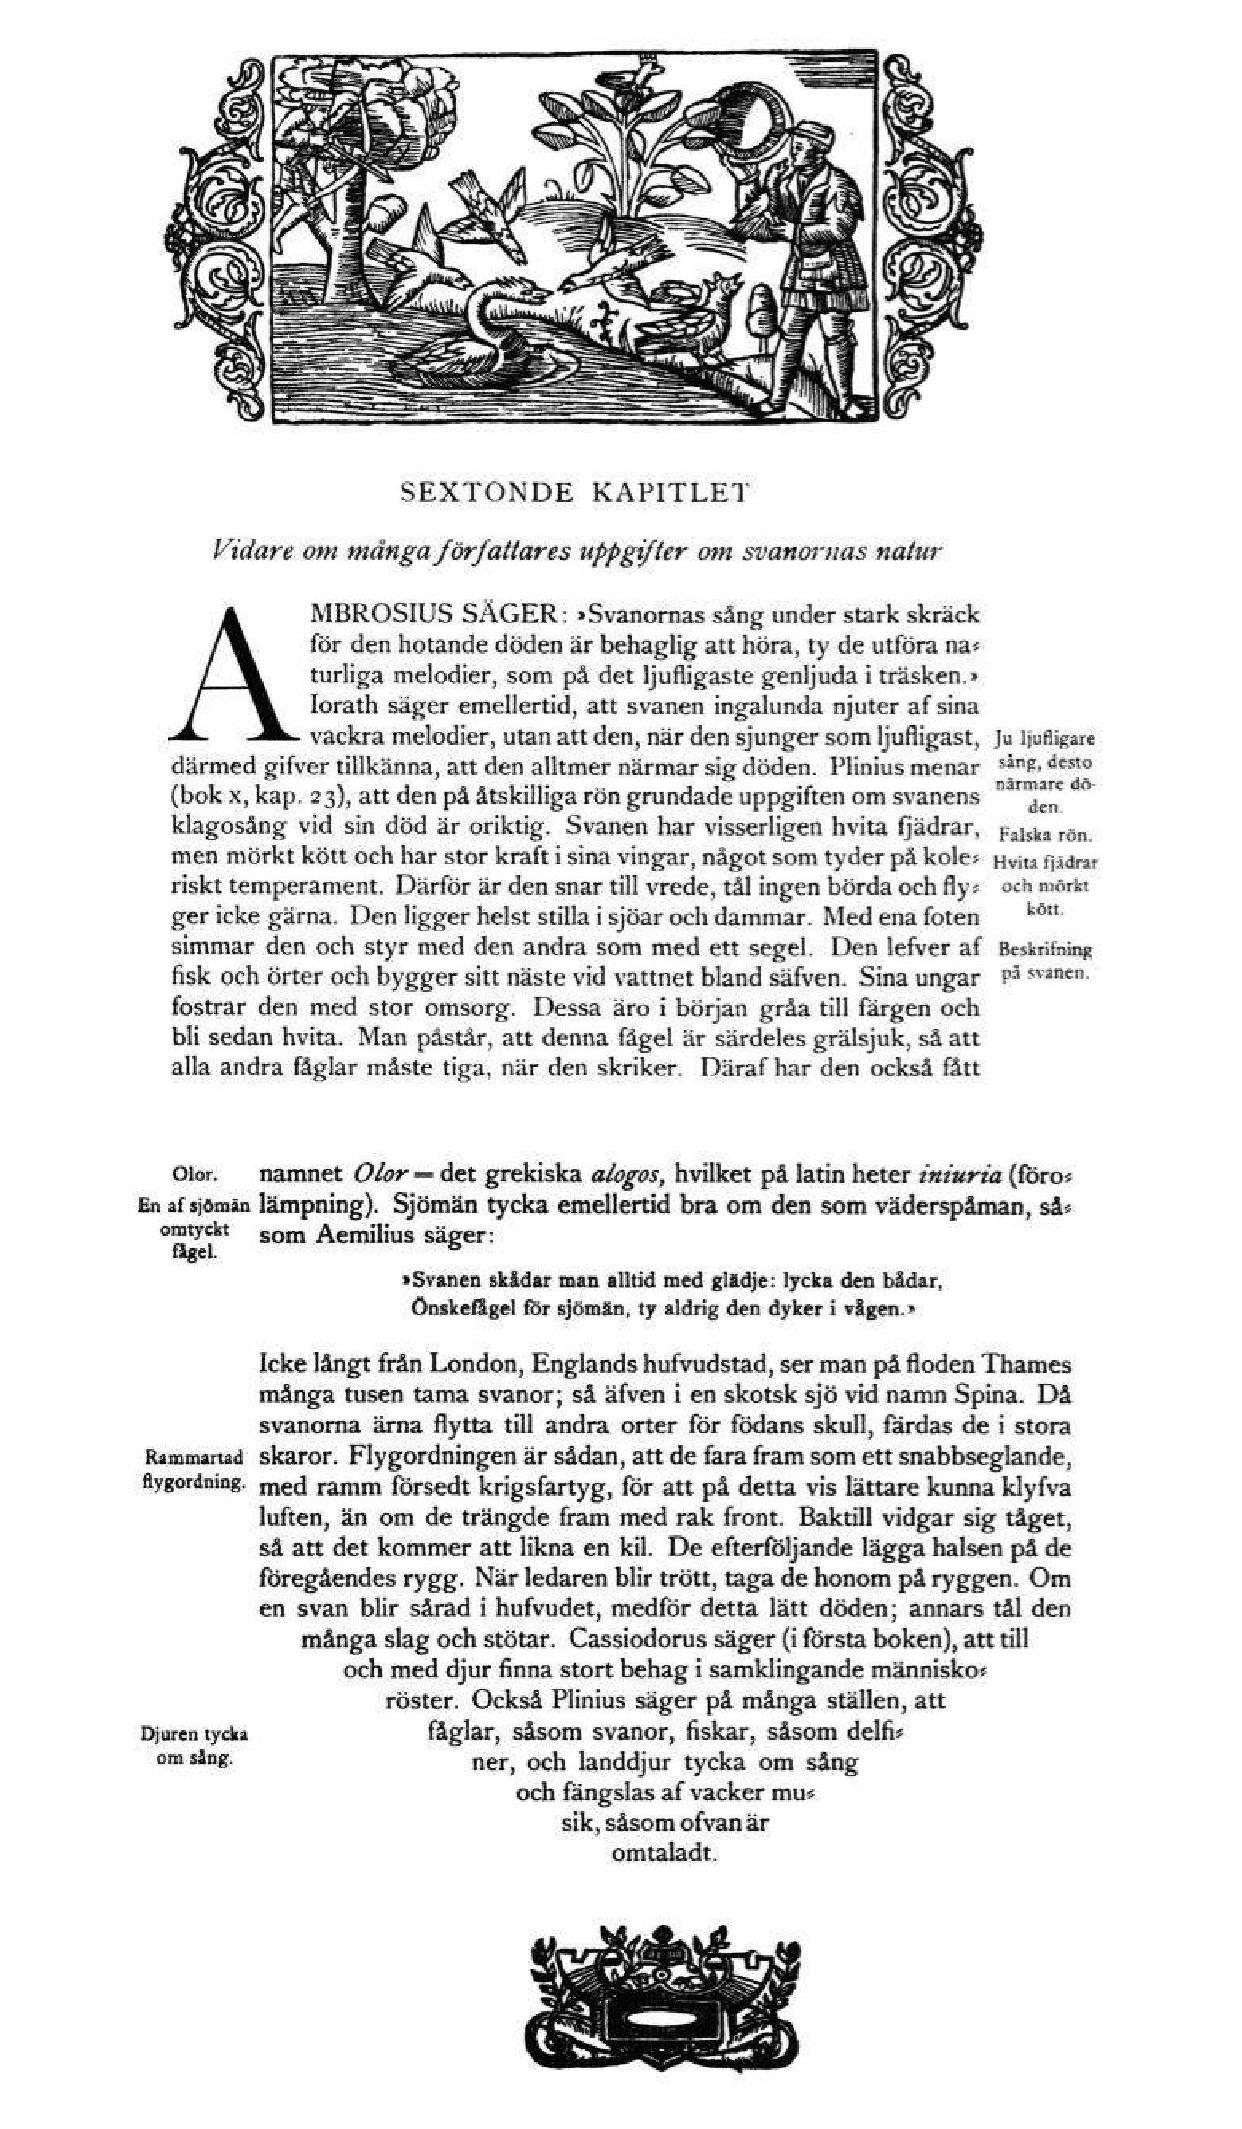 SEXTONDE KAPITLET
Vidare om många författares uppgifter om svanornas natur
AMBROSIUS SÄGER: »Svanornas sång under stark skräck
för den hotande döden är behaglig att höra, ty de utföra na⸗
turliga melodier, som på det ljufligaste genljuda i träsken.»
Iorath säger emellertid, att svanen ingalunda njuter af sina
vackra melodier, utan att den, när den sjunger som ljufligast,
därmed gifver tillkänna, att den alltmer närmar sig döden. Plinius menar
(bok x, kap. 23), att den på åtskilliga rön grundade uppgiften om svanens
klagosång vid sin död är oriktig. Svanen har visserligen hvita fjädrar,
men mörkt kött och har stor kraft i sina vingar, något som tyder på kole⸗
riskt temperament. Därför är den snar till vrede, tål ingen börda och fly⸗
ger icke gärna. Den ligger helst stilla i sjöar och dammar. Med ena foten
simmar den och styr med den andra som med ett segel. Den lefver af
fisk och örter och bygger sitt näste vid vattnet bland säfven. Sina ungar
fostrar den med stor omsorg. Dessa äro i början gråa till färgen och
bli sedan hvita. Man påstår, att denna fågel är särdeles grälsjuk, så att
alla andra fåglar måste tiga, när den skriker. Däraf har den också fått
Ju ljufligare
sång, desto
närmare dö-
den.
Falska rön.
Hvita fjädrar
och mörkt
kött.
Beskrifning
på svanen.
Olor.
En af sjömän
omtyckt
fågel.
namnet Olor = det grekiska alogos, hvilket på latin heter iniuria (föro⸗
lämpning). Sjömän tycka emellertid bra om den som väderspåman, så⸗
som Aemilius säger:
»Svanen skådar man alltid med glädje: lycka den bådar,
Önskefågel för sjömän, ty aldrig den dyker i vågen.»
Icke långt från London, Englands hufvudstad, ser man på floden Thames
många tusen tama svanor; så äfven i en skotsk sjö vid namn Spina. Då
svanorna ärna flytta till andra orter för födans skull, färdas de i stora
skaror. Flygordningen är sådan, att de fara fram som ett snabbseglande,
med ramm försedt krigsfartyg, för att på detta vis lättare kunna klyfva
luften, än om de trängde fram med rak front. Baktill vidgar sig tåget,
så att det kommer att likna en kil. De efterföljande lägga halsen på de
föregåendes rygg. När ledaren blir trött, taga de honom på ryggen. Om
en svan blir sårad i hufvudet, medför detta lätt döden; annars tål den
många slag och stötar. Cassiodorus säger (i första boken), att till
och med djur finna stort behag i samklingande människo⸗
röster. Också Plinius säger på många ställen, att
fåglar, såsom svanor, fiskar, såsom delfi⸗
ner, och landdjur tycka om sång
och fängslas af vacker mu⸗
sik, såsom ofvan är
omtaladt.
Rammartad
flygordning.
Djuren tycka
om sång.